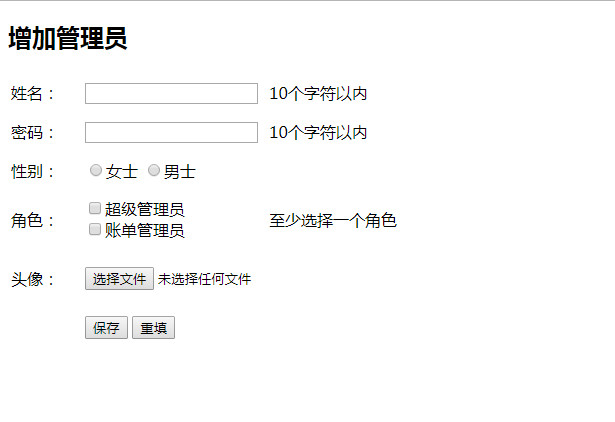 增加管理员
姓名： 10个字符以内
密码： 10个字符以内
性别： 女士 男士
超级管理员
角色： 至少选择一个角色
账单管理员
头像： 选择文件 未选择任何文件
保存 重填